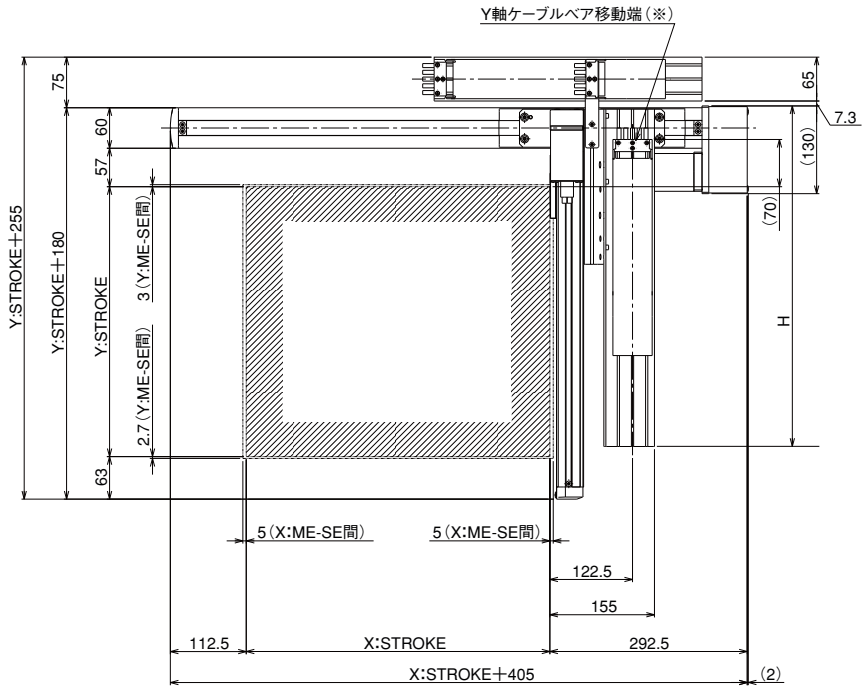 Y軸ケーブルベア移動端(※)
75
65
7.3
60
(130)
57
(70)
Y:STROKE+255
Y:STROKE+180
Y:STROKE
3(Y:ME-SE間)
2.7(Y:ME-SE間)
H
63
5(X:ME-SE間)
5(X:ME-SE間)
122.5
155
112.5
X:STROKE
292.5
X:STROKE+405
(2)